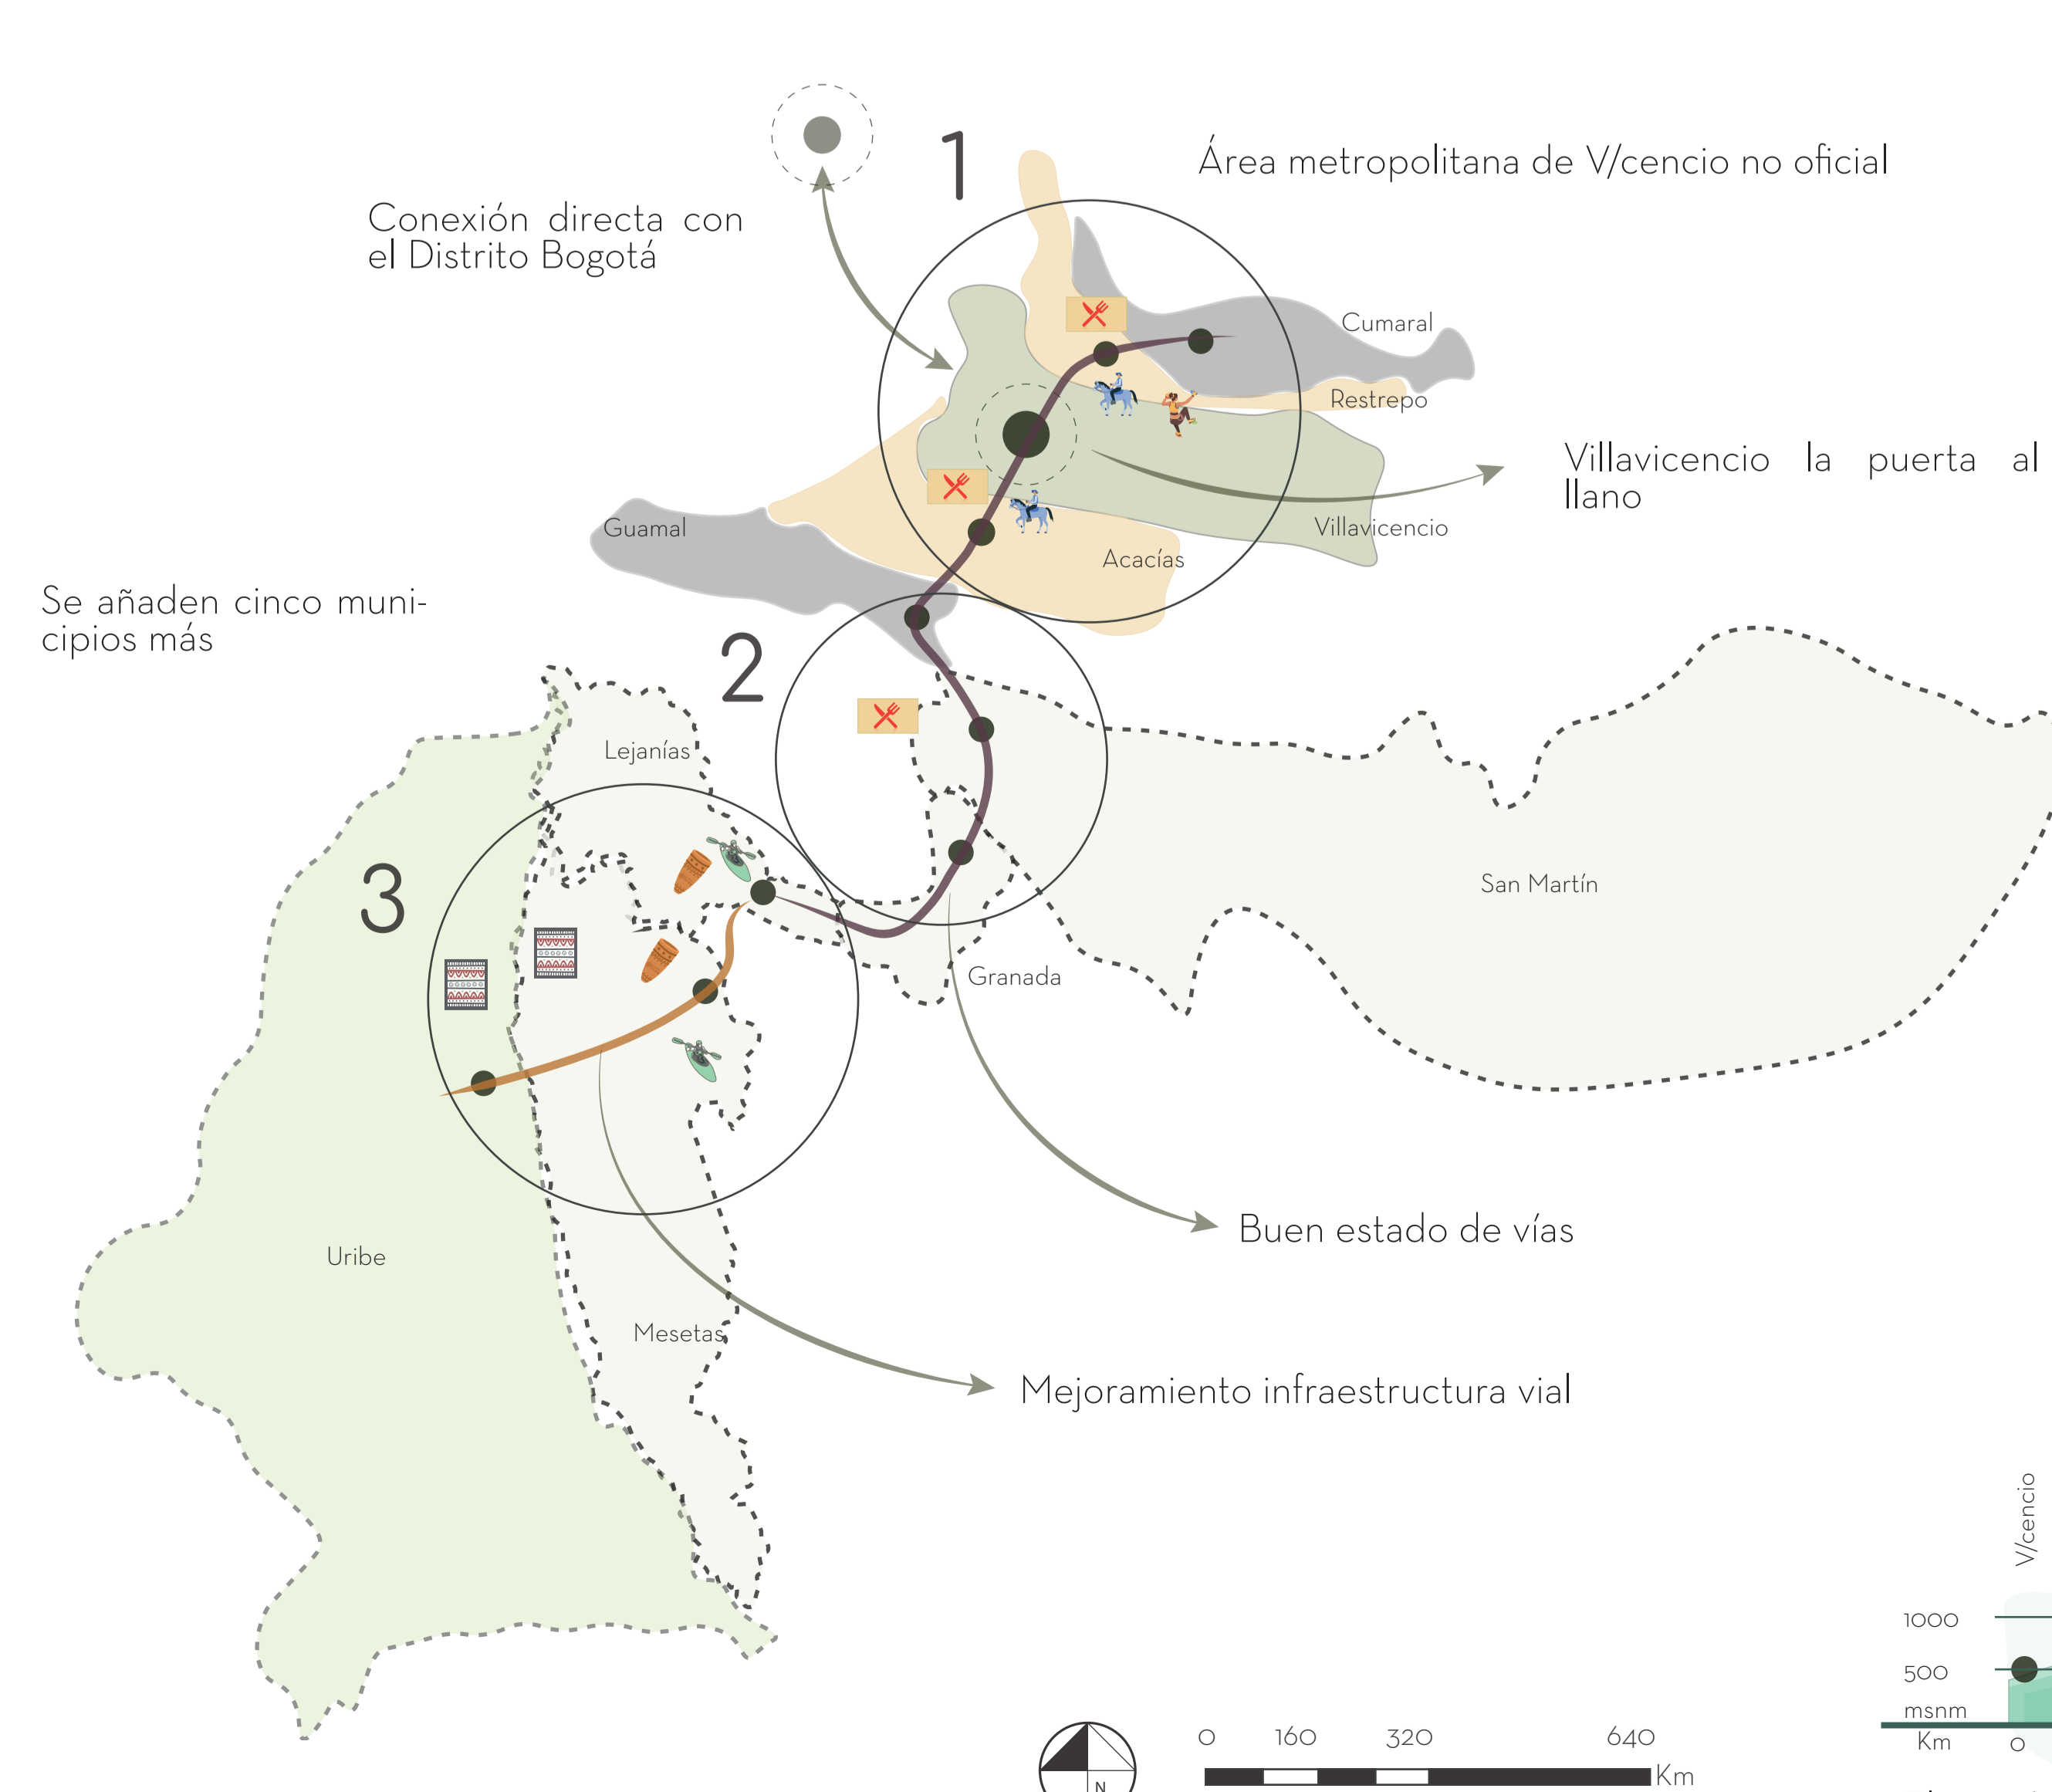 1
Área metropolitana de V/cencio no oficial
Conexión directa con
el Distrito Bogotá
Cumaral
Restrepo
Villavicencio la puerta al
llano
Guamal
Villavicencio
Acacías
Se añaden cinco muni-
cipios más
2
Lejanías
3
San Martín
Granada
Buen estado de vías
Uribe
Mesetas
Mejoramiento infraestructura vial
V/cencio
1000
500
msnm
Km
0
0 160 320 640
Km
N